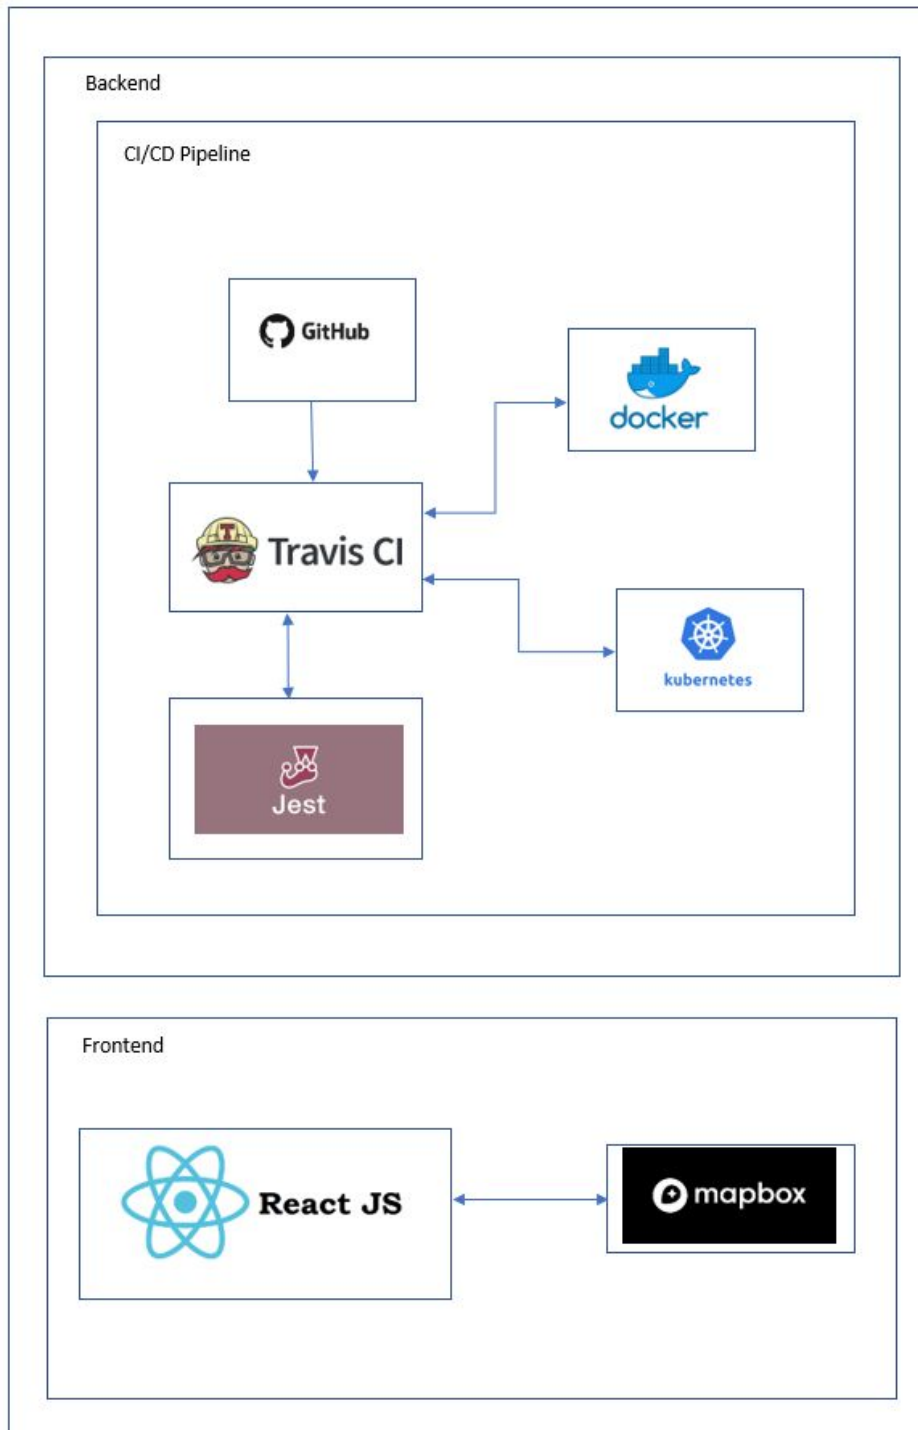 Backend
CI/CD Pipeline
GitHub
docker
T
Travis CI
kubernetes
Jest
Frontend
React JS
mapbox